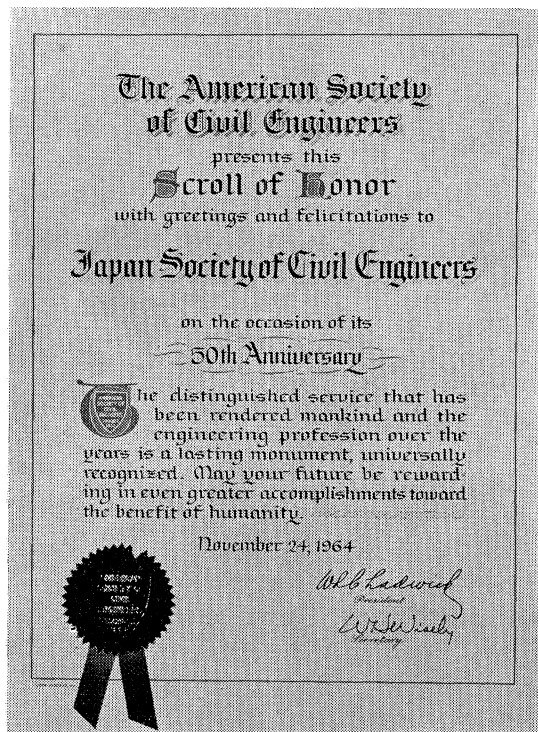 The American Society
of Civil Engineers
presents this
Scroll of Honor
with greetings and felicitations to
Japan Society of Civil Engineers
on the occasion of its
50th Anniversary
The distinguished service that has
been rendered mankind and the
engineering profession over the
years is a lasting monument, universally
recognized. May your future be reward-
ing in even greater accomplishments toward
the benefit of humanity.
November 24, 1964
President
Secretary